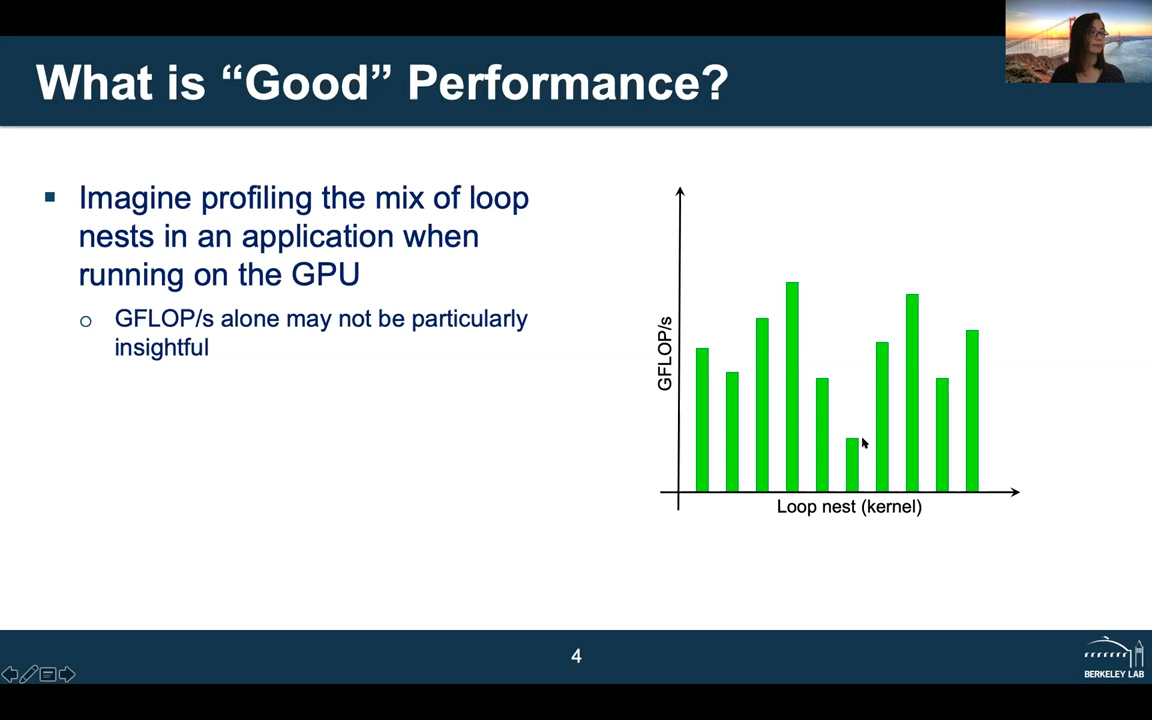 What is “Good” Performance?
Imagine profiling the mix of loop
nests in an application when
running on the GPU
GFLOP/s alone may not be particularly
insightful
GFLOP/s
Loop nest (kernel)
4
BERKELEY LAB